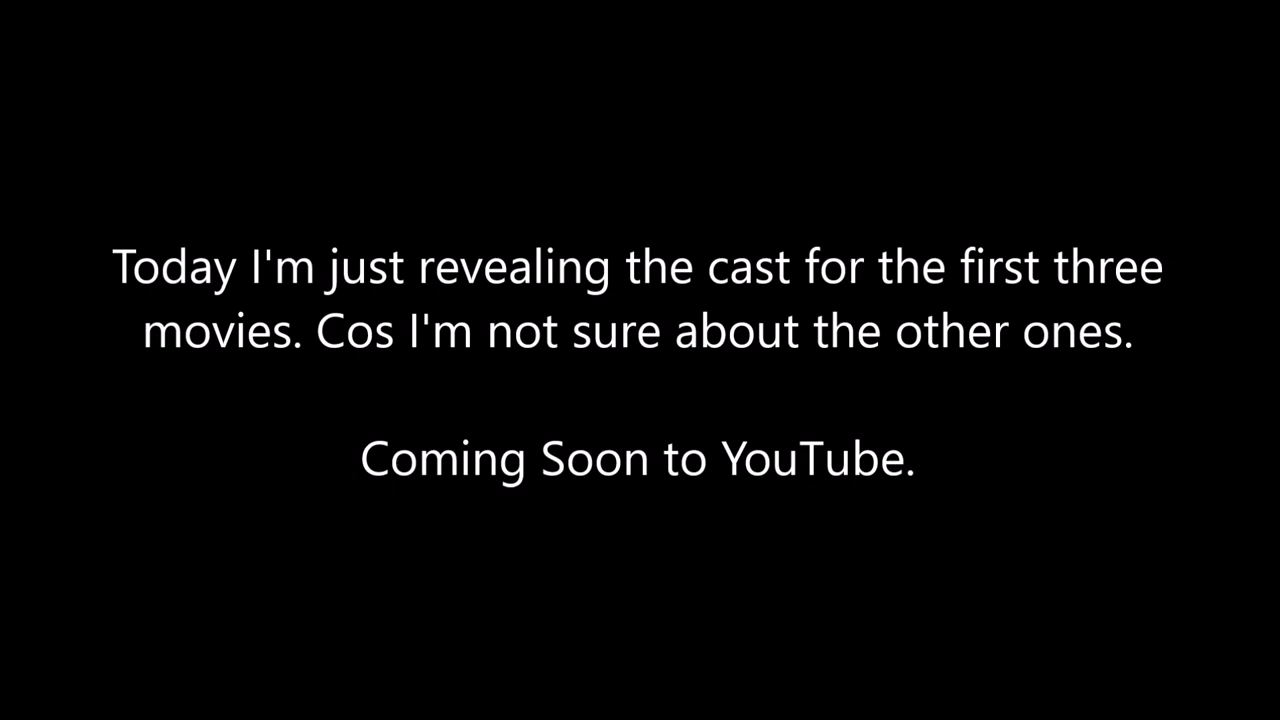 Today I'm just revealing the cast for the first three
movies. Cos I'm not sure about the other ones.
Coming Soon to YouTube.